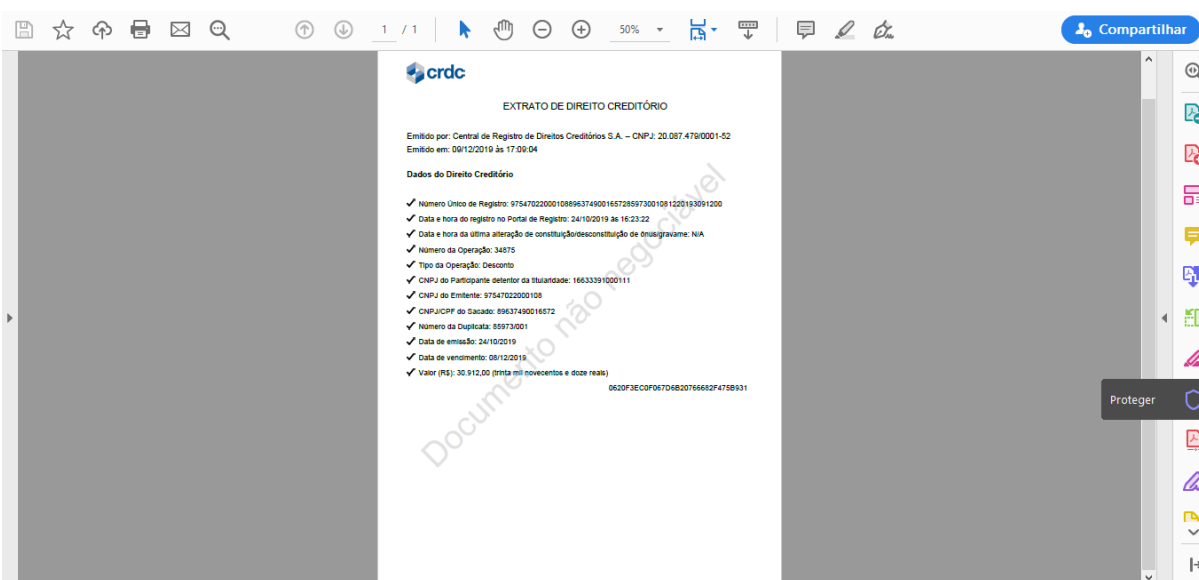 1 / 1
50%
Compartilhar
crdc
EXTRATO DE DIREITO CREDITÓRIO
Emitido por: Central de Registro de Direitos Creditórios S.A. – CNPJ: 20.087.479/0001-52
Emitido em: 09/12/2019 às 17:09:04
Dados do Direito Creditório
Número Único de Registro: 9754702200010889637490016572859730010812201930912​00
Data e hora do registro no Portal de Registro: 24/10/2019 às 16:23:22
Data e hora da última alteração de constituição/desconstituição de ônus/gravame: N/A
Número da Operação: 34875
Tipo da Operação: Desconto
CNPJ do Participante detentor da titularidade: 16633391000111
CNPJ do Emitente: 97547022000108
CNPJ/CPF do Sacado: 89637490016572
Número da Duplicata: 85973/001
Data de emissão: 24/10/2019
Data de vencimento: 08/12/2019
Valor (R$): 30.912,00 (trinta mil novecentos e doze reais)
0620F3EC0F067D6B20766682F475B931
Documento não negociável
Proteger